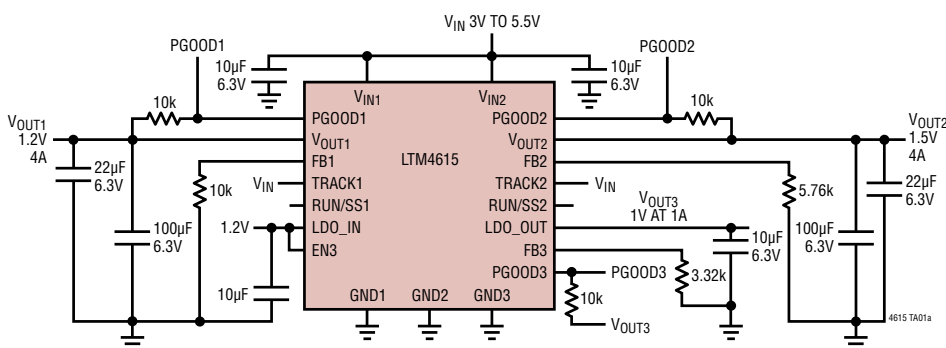 V_IN 3V TO 5.5V
PGOOD1
PGOOD2
10µF
6.3V
10µF
6.3V
V_IN1
V_IN2
10k
PGOOD1
PGOOD2
10k
V_OUT1
1.2V
4A
V_OUT1
V_OUT2
V_OUT2
1.5V
4A
FB1
LTM4615
FB2
22µF
6.3V
10k
V_IN
TRACK1
TRACK2
V_IN
5.76k
22µF
6.3V
RUN/SS1
RUN/SS2
V_OUT3
1V AT 1A
100µF
6.3V
1.2V
LDO_IN
LDO_OUT
10µF
6.3V
100µF
6.3V
EN3
FB3
3.32k
PGOOD3
PGOOD3
10µF
GND1
GND2
GND3
10k
V_OUT3
4615 TA01a